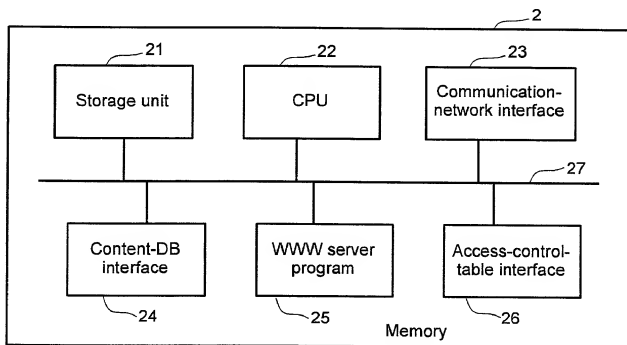 2
21
22
23
Storage unit
CPU
Communication-
network interface
27
Content-DB
interface
WWW server
program
Access-control-
table interface
24
25
26
Memory